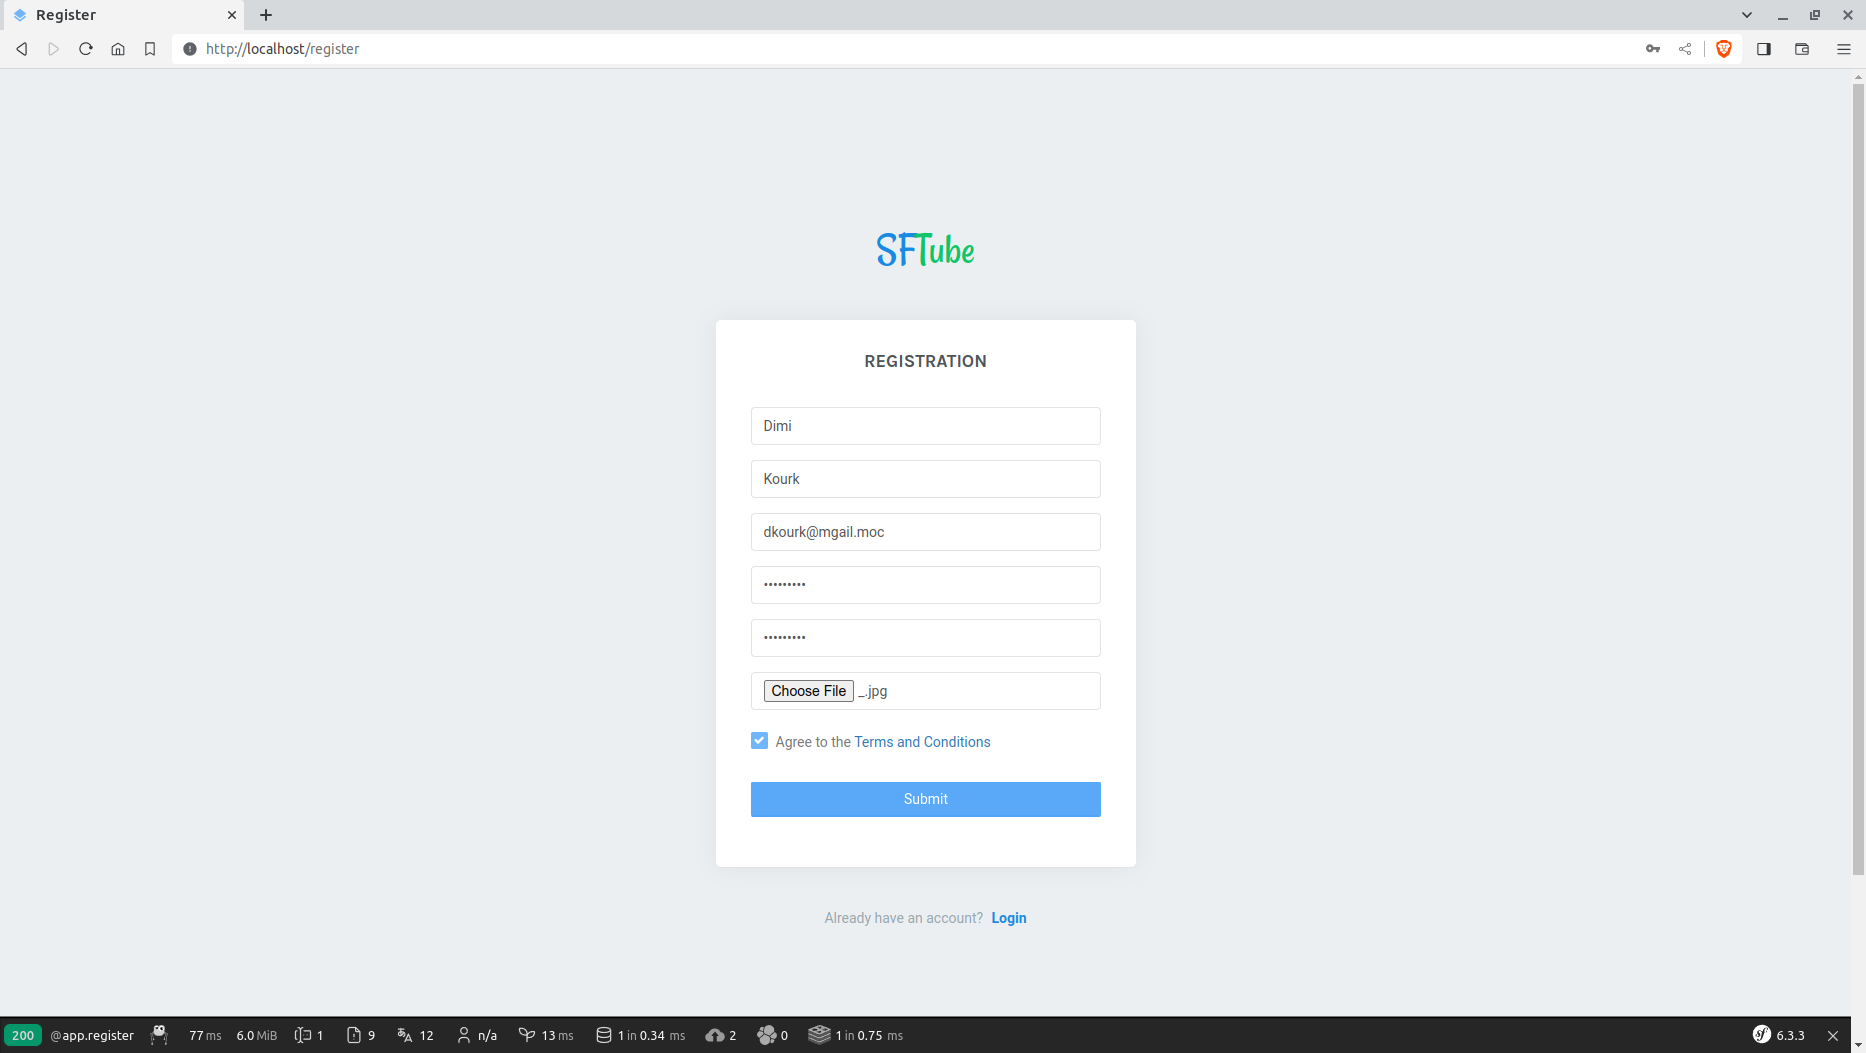 Register
http://localhost/register
SFTube
REGISTRATION
Dimi
Kourk
dkourk@mgail.moc
•••••••••
•••••••••
Choose File _.jpg
Agree to the Terms and Conditions
Submit
Already have an account? Login
200 @app.register 77 ms 6.0 MiB 1 9 12 n/a 13 ms 1 in 0.34 ms 2 0 1 in 0.75 ms sf 6.3.3